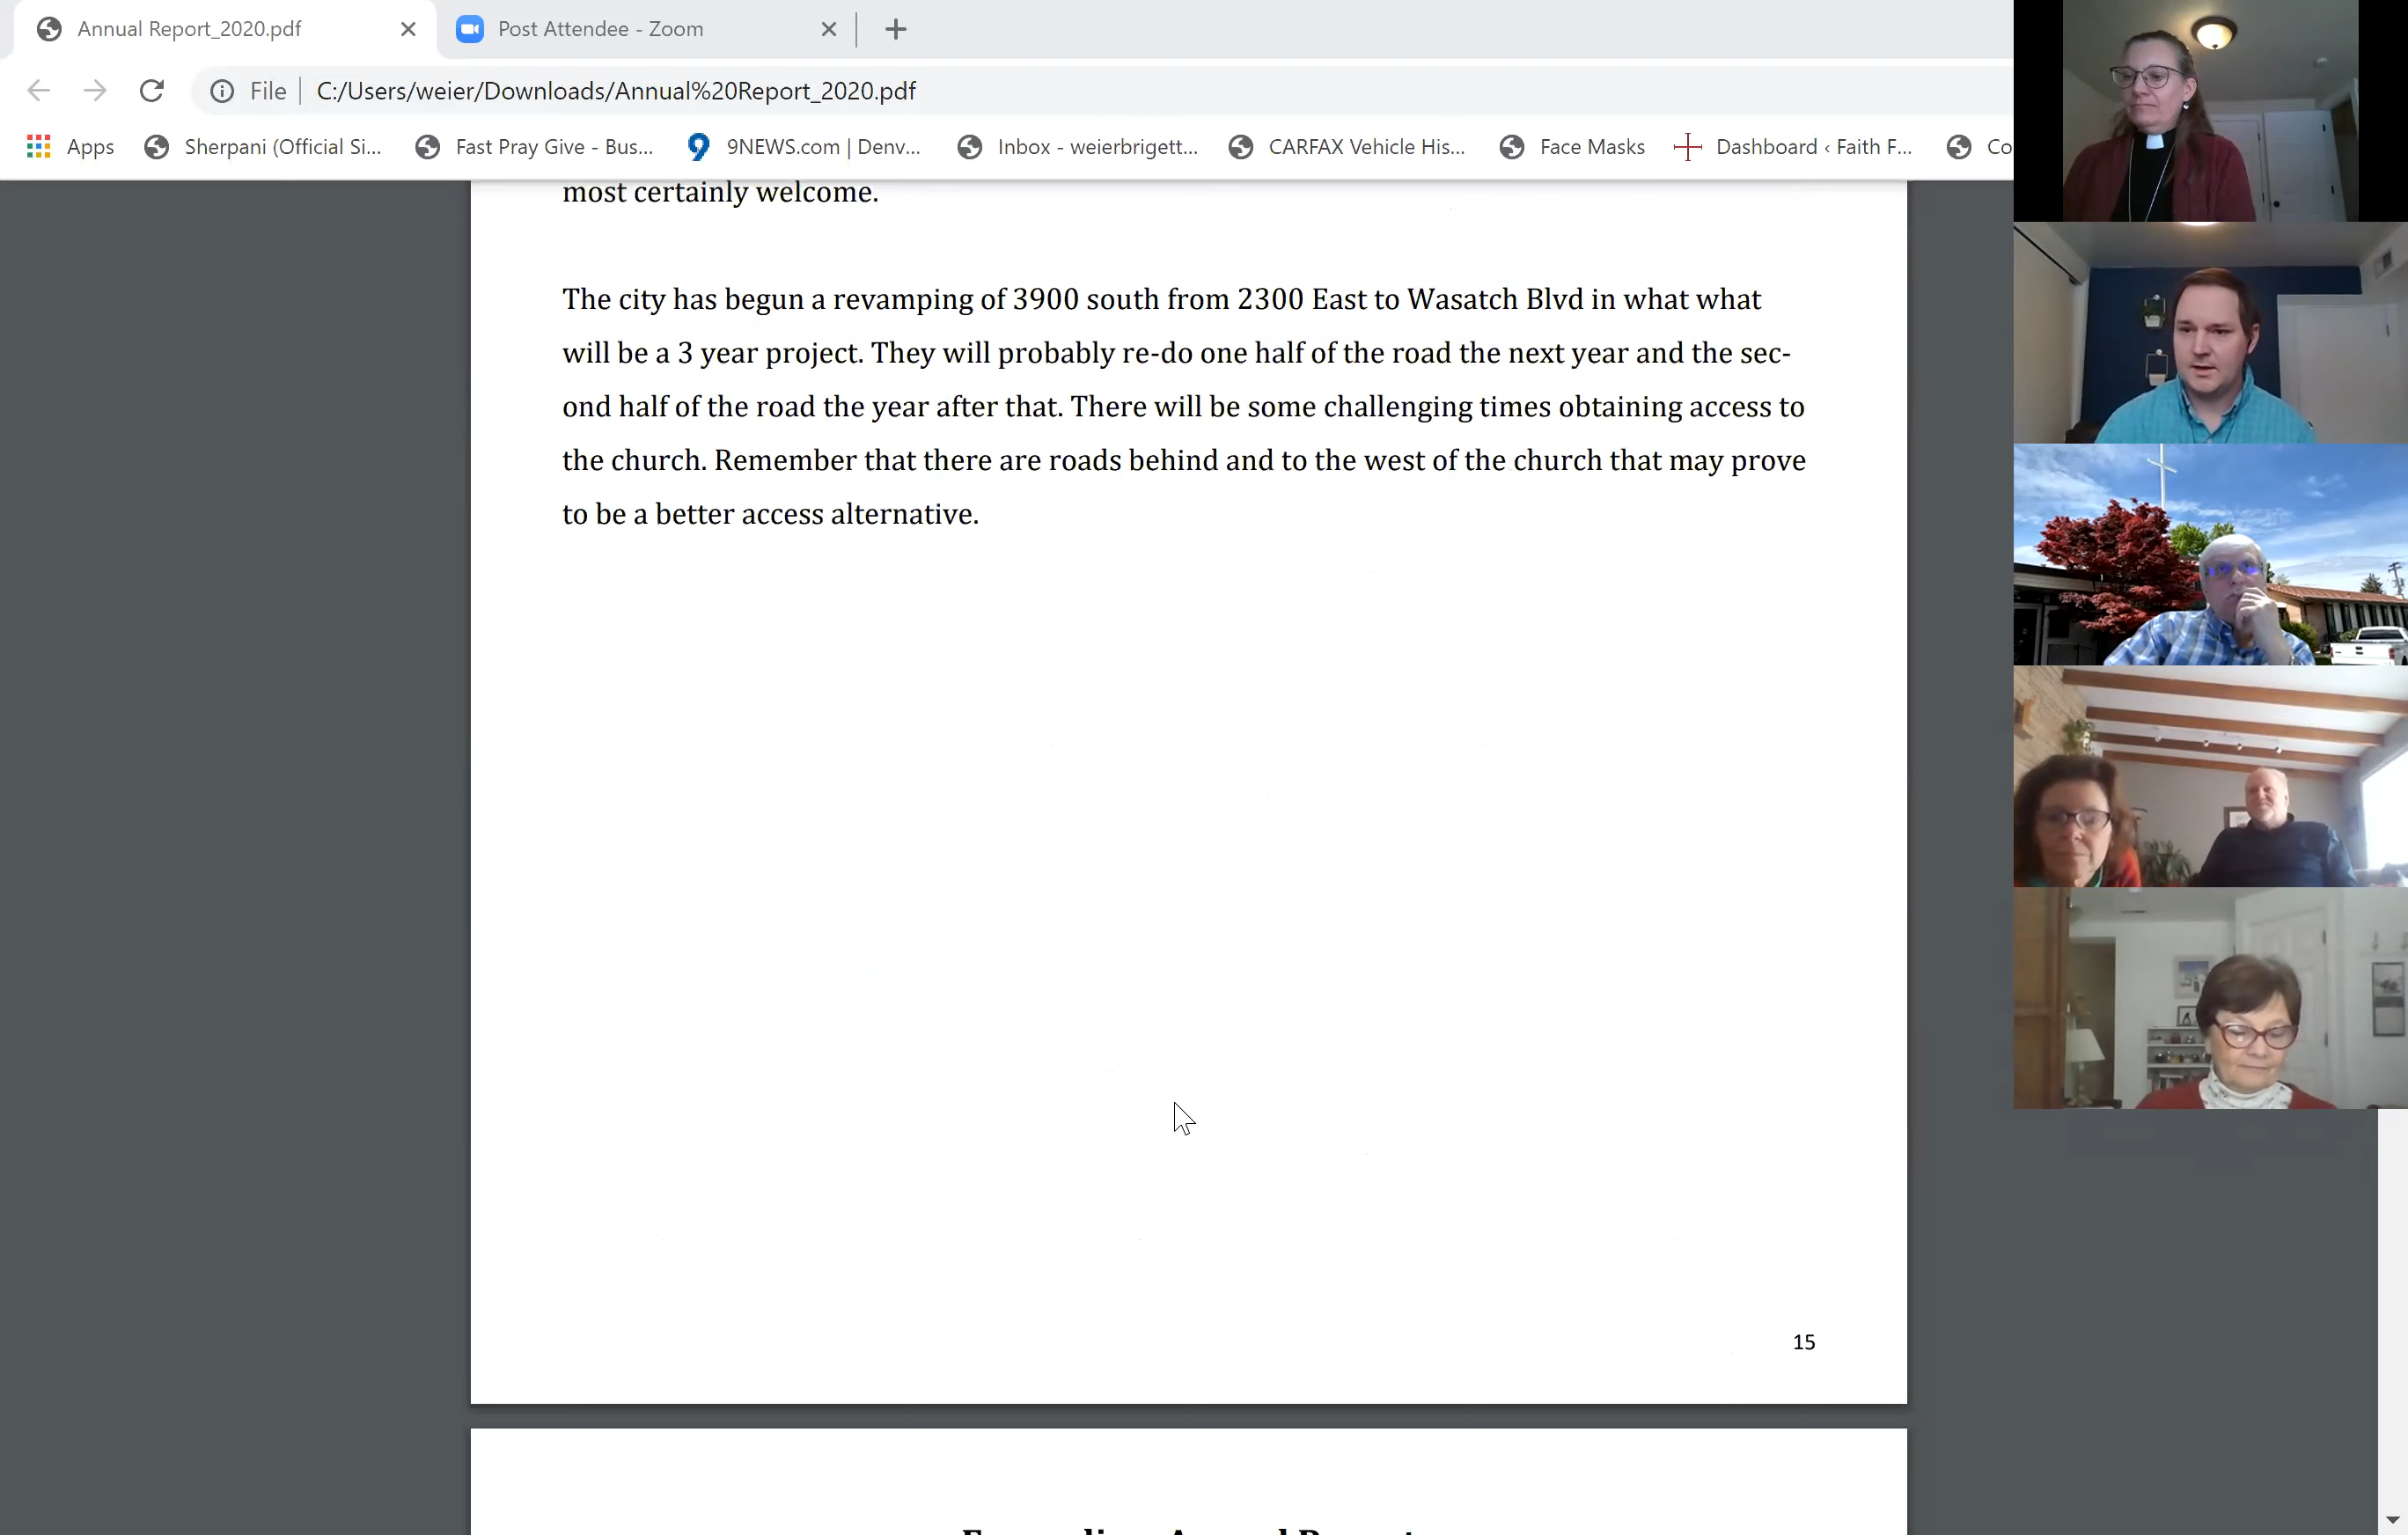 Annual Report_2020.pdf
Post Attendee - Zoom
File
C:/Users/weier/Downloads/Annual%20Report_2020.pdf
Apps
Sherpani (Official Si...
Fast Pray Give - Bus...
9NEWS.com | Denv...
Inbox - weierbrigett...
CARFAX Vehicle His...
Face Masks
Dashboard ‹ Faith F...
Co
most certainly welcome.
The city has begun a revamping of 3900 south from 2300 East to Wasatch Blvd in what what
will be a 3 year project. They will probably re-do one half of the road the next year and the sec-
ond half of the road the year after that. There will be some challenging times obtaining access to
the church. Remember that there are roads behind and to the west of the church that may prove
to be a better access alternative.
15